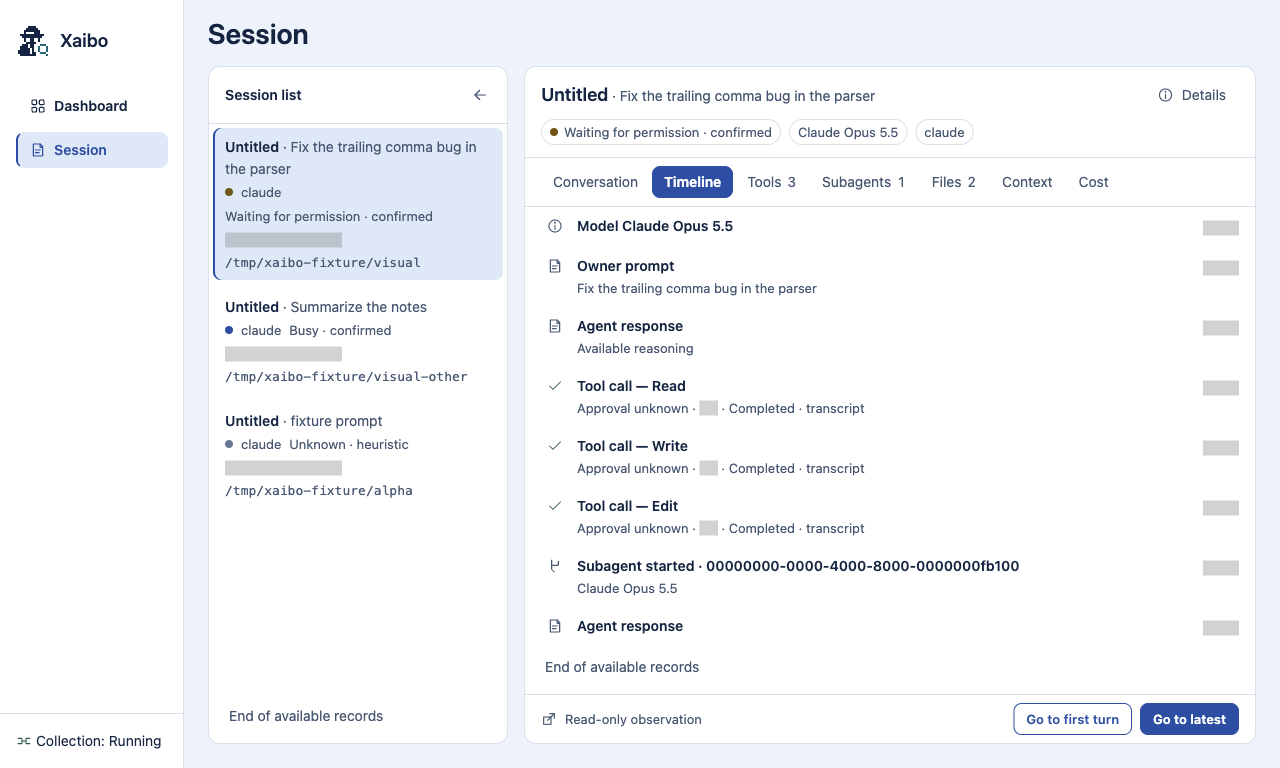 Xaibo
Dashboard
Session
Collection: Running
Session
Session list
Untitled · Fix the trailing comma bug in
the parser
claude
Waiting for permission · confirmed
/tmp/xaibo-fixture/visual
Untitled · Summarize the notes
claude Busy · confirmed
/tmp/xaibo-fixture/visual-other
Untitled · fixture prompt
claude Unknown · heuristic
/tmp/xaibo-fixture/alpha
End of available records
Untitled · Fix the trailing comma bug in the parser
Details
Waiting for permission · confirmed
Claude Opus 5.5
claude
Conversation Timeline Tools 3 Subagents 1 Files 2 Context Cost
Model Claude Opus 5.5
Owner prompt
Fix the trailing comma bug in the parser
Agent response
Available reasoning
Tool call — Read
Approval unknown · · Completed · transcript
Tool call — Write
Approval unknown · · Completed · transcript
Tool call — Edit
Approval unknown · · Completed · transcript
Subagent started · 00000000-0000-4000-8000-0000000fb100
Claude Opus 5.5
Agent response
End of available records
Read-only observation
Go to first turn
Go to latest